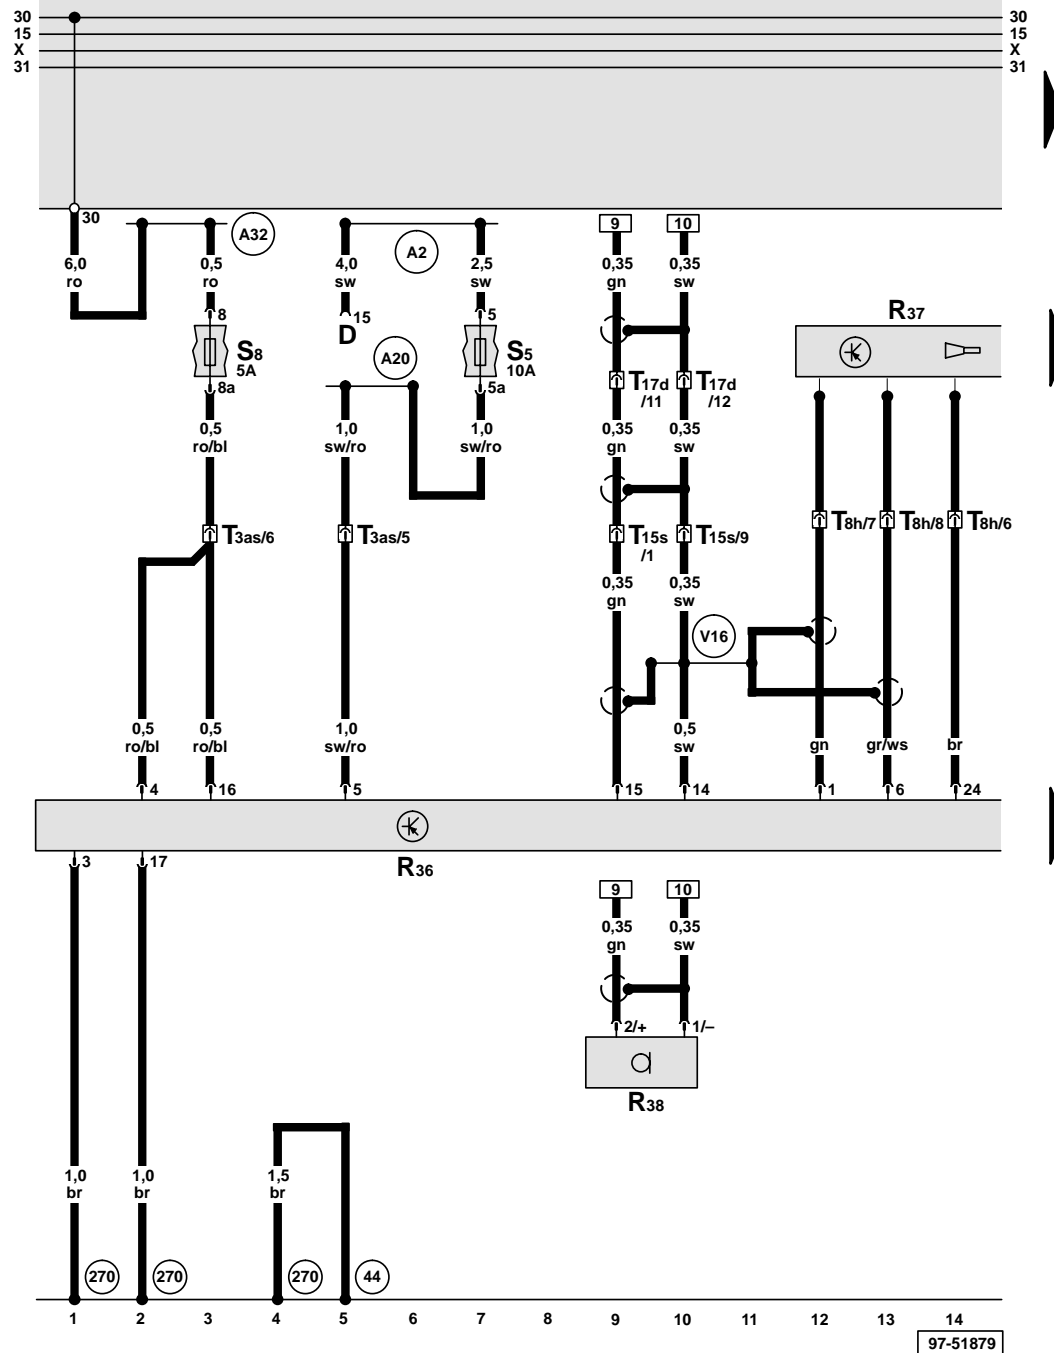 30 30
15 15
X X
31 31
30
A32
A2
9 10
6,0 0,5 4,0 2,5 0,35 0,35
ro ro sw sw gn sw
8 15 5
D
R37
A20
S8 S5
5A 10A
8a 5a
T17d T17d
/11 /12
0,5 1,0 1,0 0,35 0,35
ro/bl sw/ro sw/ro gn sw
T3as/6 T3as/5 T15s T15s/9 T8h/7 T8h/8 T8h/6
/1
0,35 0,35
gn sw
V16
0,5 0,5 1,0 0,5
ro/bl ro/bl sw/ro sw gn gr/ws br
4 16 5 15 14 1 6 24
3 17
R36
9 10
0,35 0,35
gn sw
2/+ 1/–
R38
1,0 1,0 1,5
br br br
270 270 270 44
1 2 3 4 5 6 7 8 9 10 11 12 13 14
97-51879